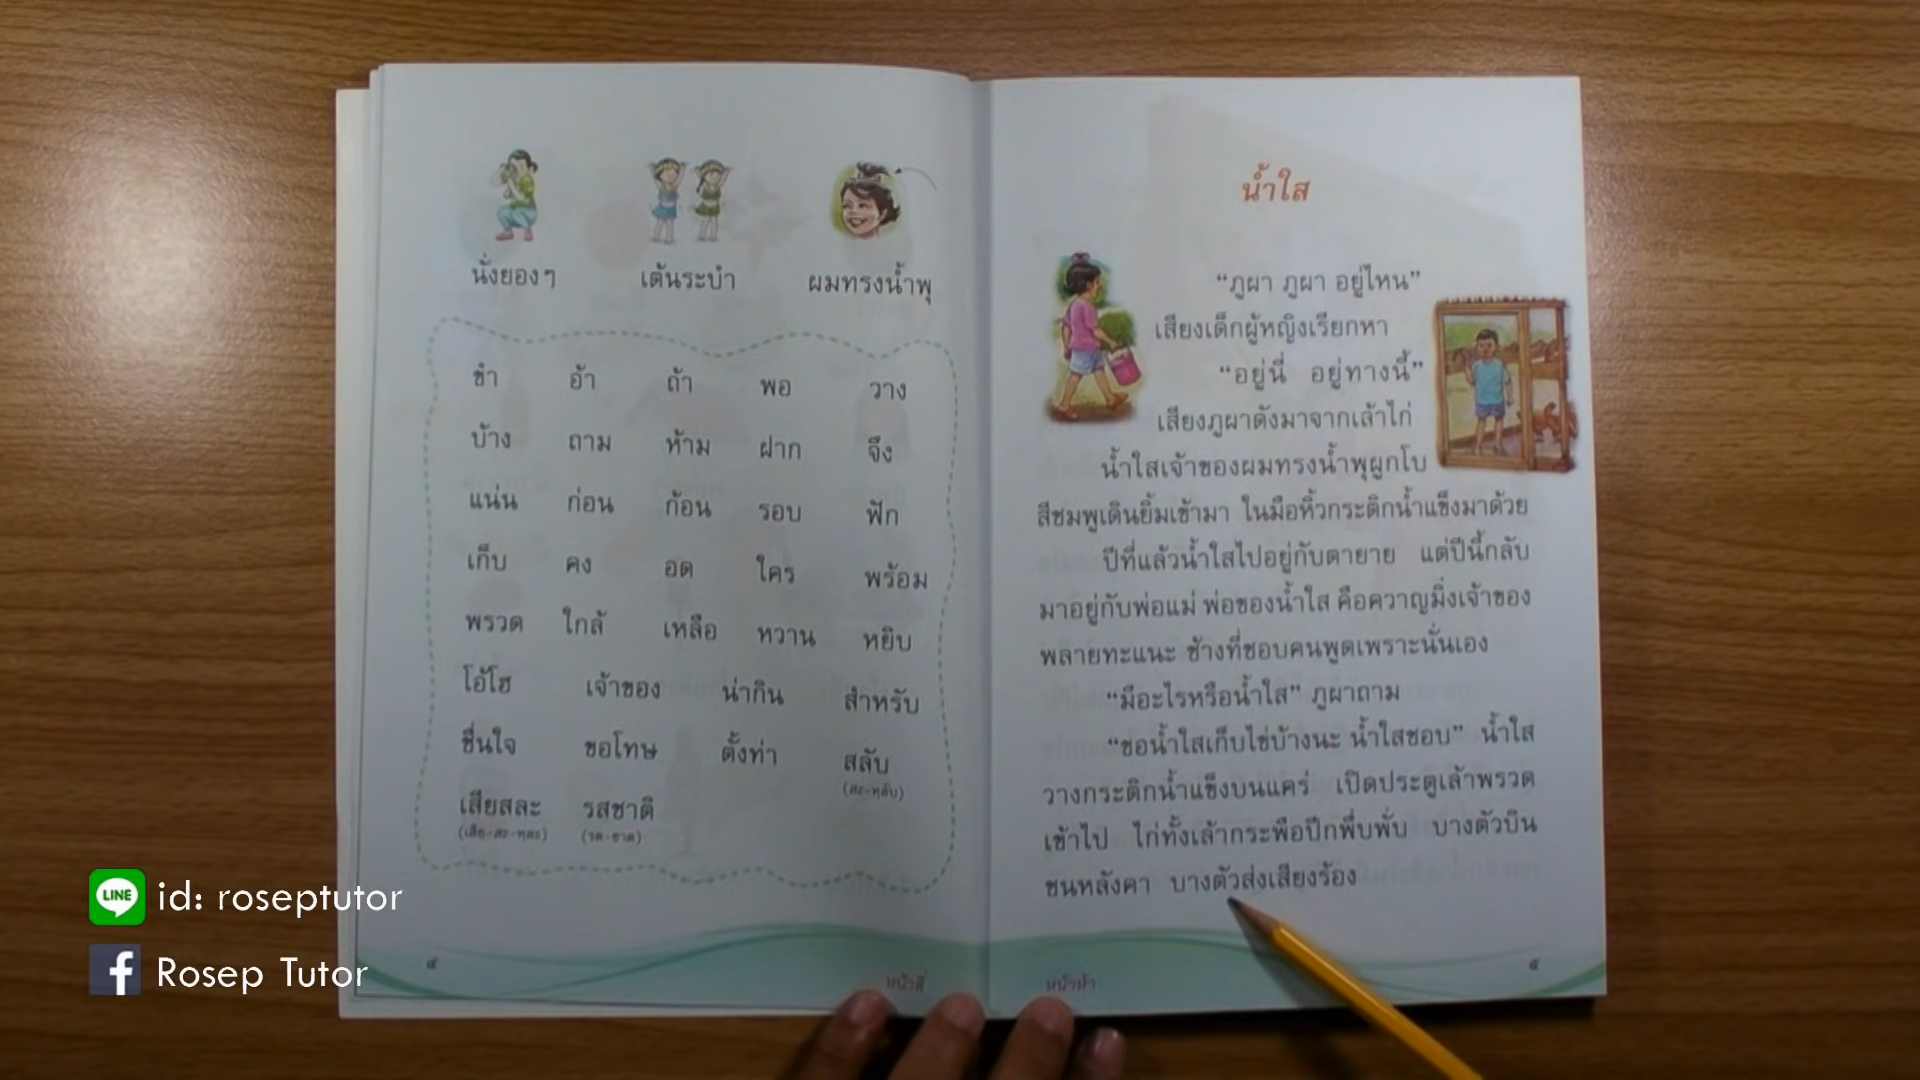 นั่งยองๆ เต้นระบำ ผมทรงน้ำพุ
ขำ อ้า ถ้า พอ วาง
บ้าง ถาม ห้าม ฝาก จึง
แน่น ก่อน ก้อน รอบ ฟัก
เก็บ คง อด ใคร พร้อม
พรวด ใกล้ เหลือ หวาน หยิบ
โอ้โฮ เจ้าของ น่ากิน สำหรับ
ชื่นใจ ขอโทษ ตั้งท่า สลับ
(สะ-หฺลับ)
เสียสละ รสชาติ
(เสีย-สะ-หฺละ) (รด-ชาด)
๔
หน้าสี่
น้ำใส
“ภูผา ภูผา อยู่ไหน”
เสียงเด็กผู้หญิงเรียกหา
“อยู่นี่ อยู่ทางนี้”
เสียงภูผาดังมาจากเล้าไก่
น้ำใสเจ้าของผมทรงน้ำพุผูกโบ
สีชมพูเดินยิ้มเข้ามา ในมือหิ้วกระติกน้ำแข็งมาด้วย
ปีที่แล้วน้ำใสไปอยู่กับตายาย แต่ปีนี้กลับ
มาอยู่กับพ่อแม่ พ่อของน้ำใส คือควาญมิ่งเจ้าของ
พลายทะแนะ ช้างที่ชอบคนพูดเพราะนั่นเอง
“มีอะไรหรือน้ำใส” ภูผาถาม
“ขอน้ำใสเก็บไข่บ้างนะ น้ำใสชอบ” น้ำใส
วางกระติกน้ำแข็งบนแคร่ เปิดประตูเล้าพรวด
เข้าไป ไก่ทั้งเล้ากระพือปีกพึ่บพั่บ บางตัวบิน
ชนหลังคา บางตัวส่งเสียงร้อง
๕
หน้าห้า
LINE id: roseptutor
f Rosep Tutor